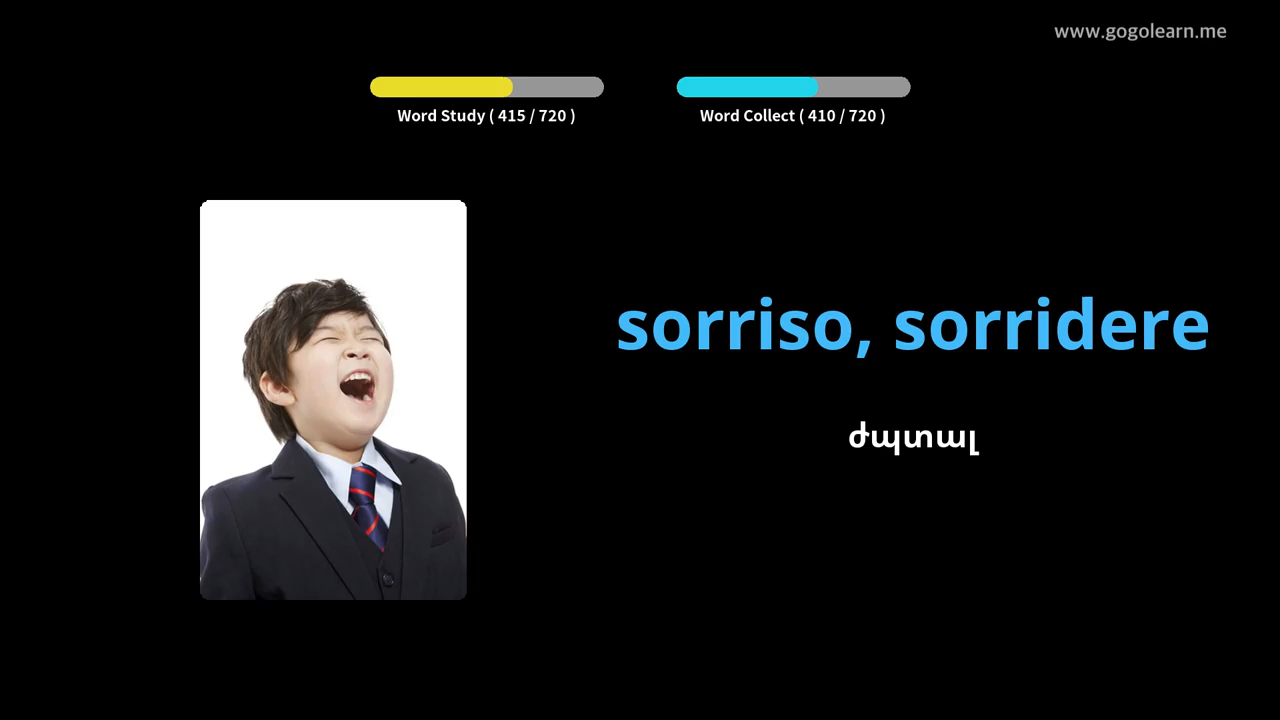 www.gogolearn.me
Word Study ( 415 / 720 )
Word Collect ( 410 / 720 )
sorriso, sorridere
ժպտալ